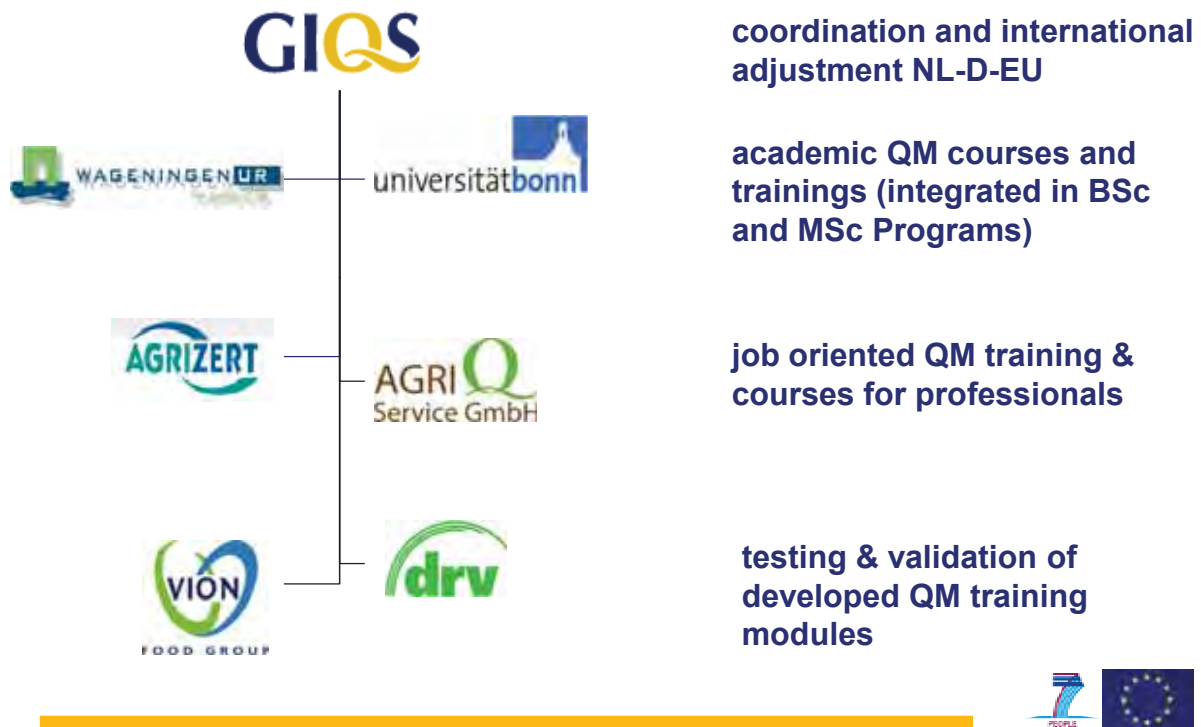 GIQS
coordination and international
adjustment NL-D-EU
WAGENINGEN UR
universitätbonn
academic QM courses and
trainings (integrated in BSc
and MSc Programs)
AGRIZERT
AGRI Q
Service GmbH
job oriented QM training &
courses for professionals
VION
FOOD GROUP
drv
testing & validation of
developed QM training
modules
7
PEOPLE